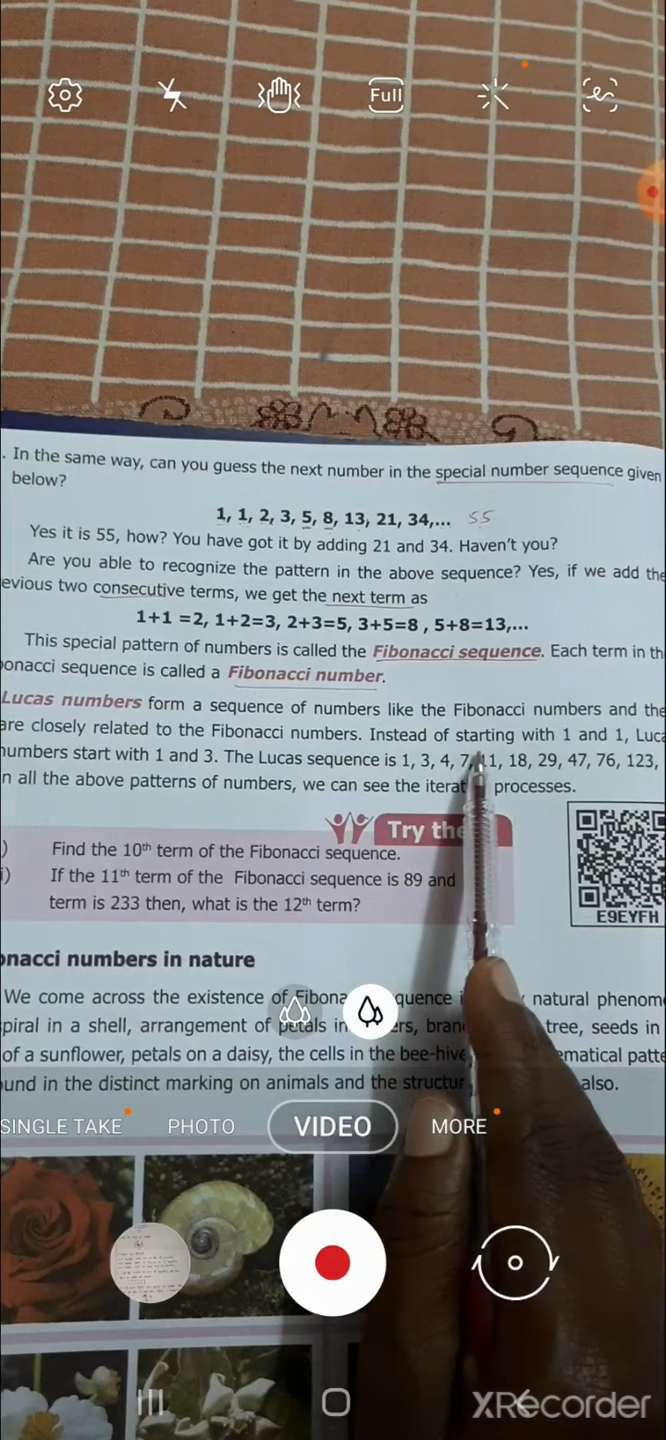 Full
. In the same way, can you guess the next number in the special number sequence given
below?
1, 1, 2, 3, 5, 8, 13, 21, 34,... 55
Yes it is 55, how? You have got it by adding 21 and 34. Haven't you?
Are you able to recognize the pattern in the above sequence? Yes, if we add the
evious two consecutive terms, we get the next term as
1+1 =2, 1+2=3, 2+3=5, 3+5=8 , 5+8=13,...
This special pattern of numbers is called the Fibonacci sequence. Each term in th
onacci sequence is called a Fibonacci number.
Lucas numbers form a sequence of numbers like the Fibonacci numbers and the
are closely related to the Fibonacci numbers. Instead of starting with 1 and 1, Luca
numbers start with 1 and 3. The Lucas sequence is 1, 3, 4, 7, 11, 18, 29, 47, 76, 123,
n all the above patterns of numbers, we can see the iterat processes.
Try the
) Find the 10th term of the Fibonacci sequence.
i) If the 11th term of the Fibonacci sequence is 89 and
term is 233 then, what is the 12th term?
E9EYFH
onacci numbers in nature
We come across the existence of Fibona quence i natural phenom
piral in a shell, arrangement of petals in ers, bran tree, seeds in
of a sunflower, petals on a daisy, the cells in the bee-hive ematical patte
und in the distinct marking on animals and the structur also.
SINGLE TAKE PHOTO VIDEO MORE
XRecorder